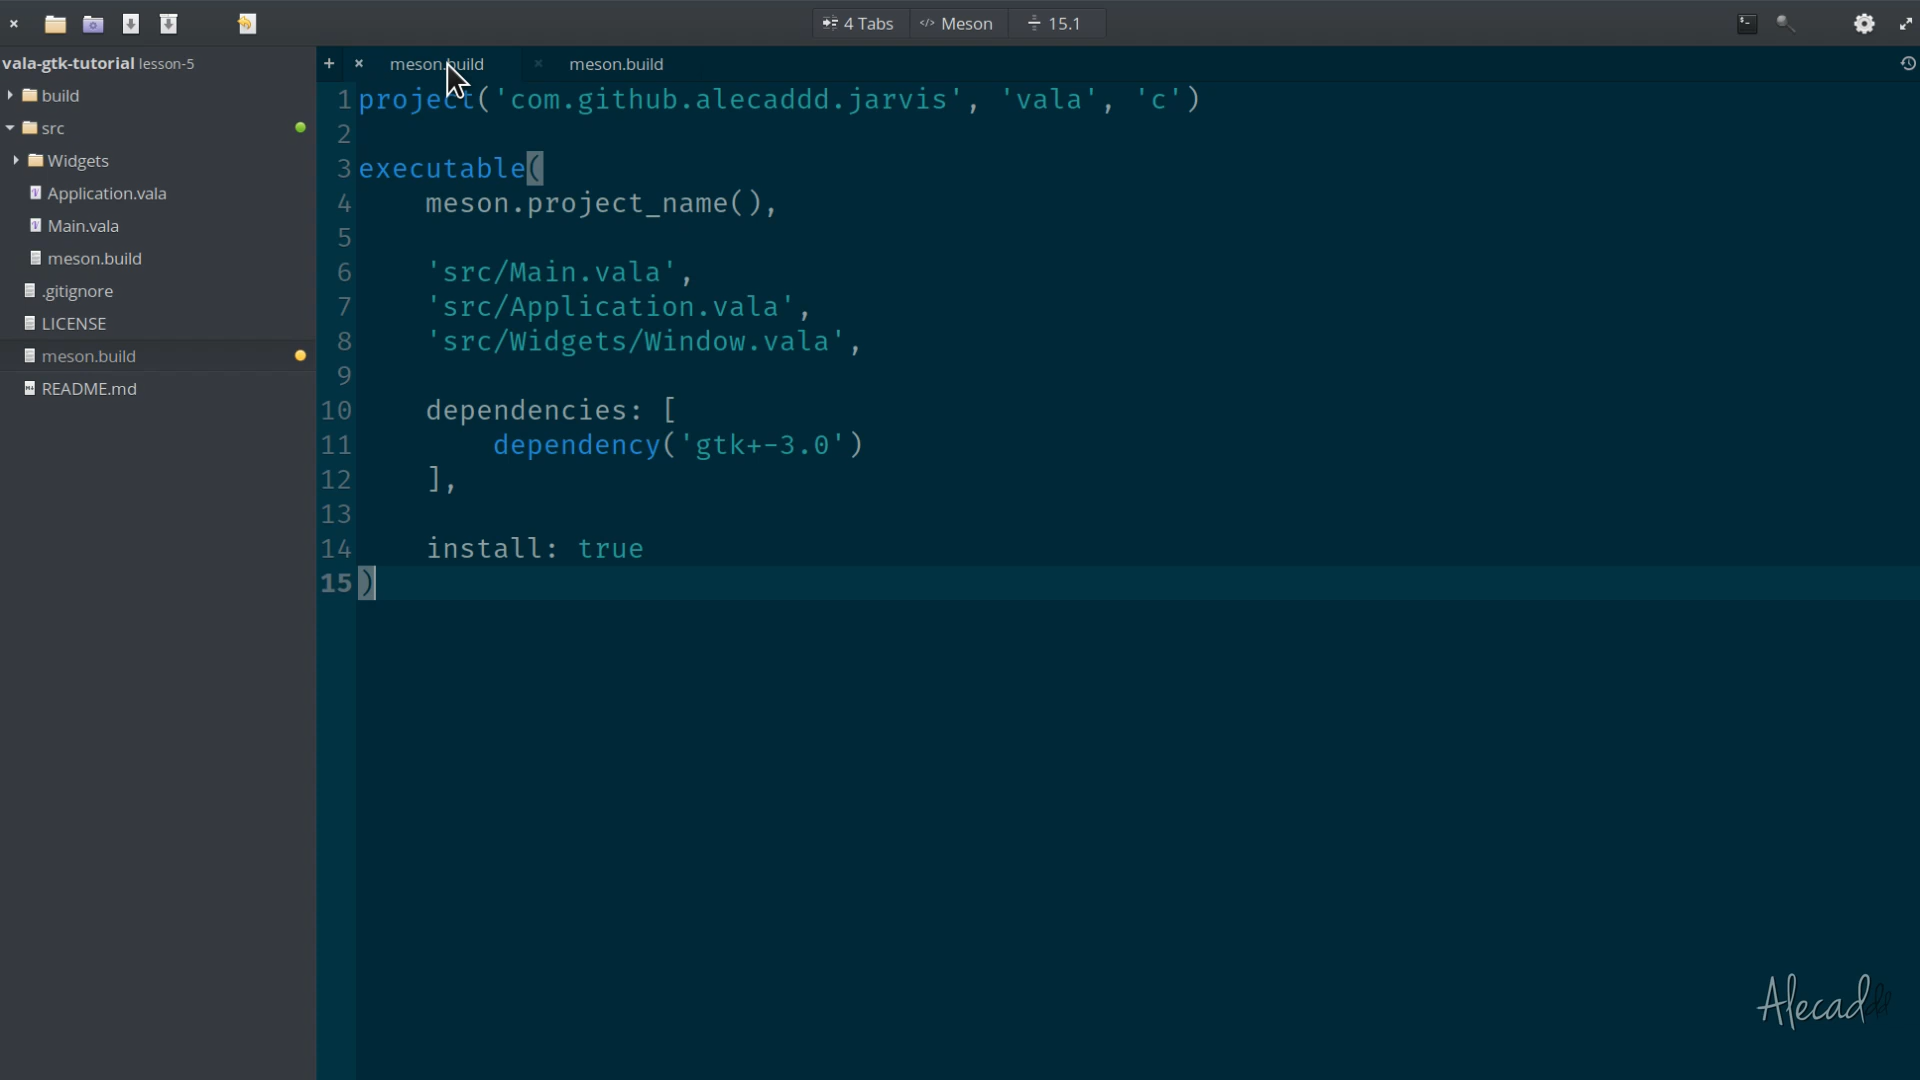 4 Tabs
Meson
15.1
vala-gtk-tutorial lesson-5
build
src
Widgets
Application.vala
Main.vala
meson.build
.gitignore
LICENSE
meson.build
README.md
meson.build
meson.build
1 project('com.github.alecaddd.jarvis', 'vala', 'c')
2
3 executable(
4     meson.project_name(),
5
6     'src/Main.vala',
7     'src/Application.vala',
8     'src/Widgets/Window.vala',
9
10     dependencies: [
11         dependency('gtk+-3.0')
12     ],
13
14     install: true
15 )
Alecaddd